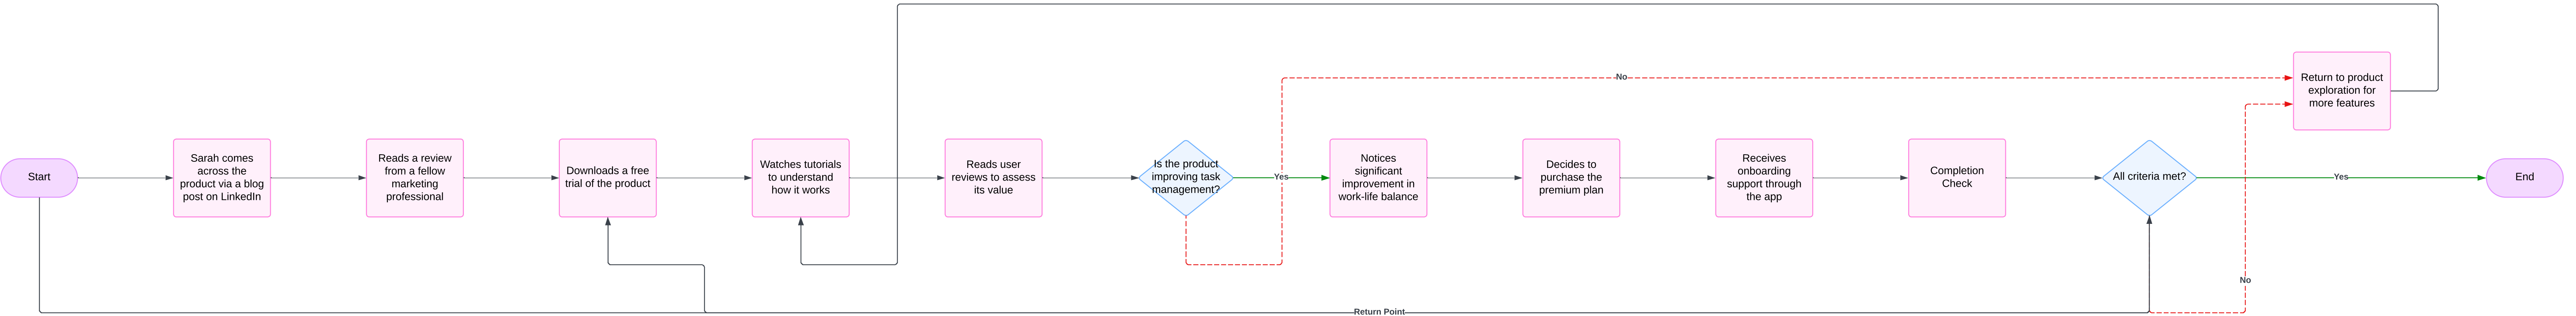 Return to product
exploration for
more features
No
Start
Sarah comes
across the
product via a blog
post on LinkedIn
Reads a review
from a fellow
marketing
professional
Downloads a free
trial of the product
Watches tutorials
to understand
how it works
Reads user
reviews to assess
its value
Is the product
improving task
management?
Yes
Notices
significant
improvement in
work-life balance
Decides to
purchase the
premium plan
Receives
onboarding
support through
the app
Completion
Check
All criteria met?
Yes
End
No
Return Point